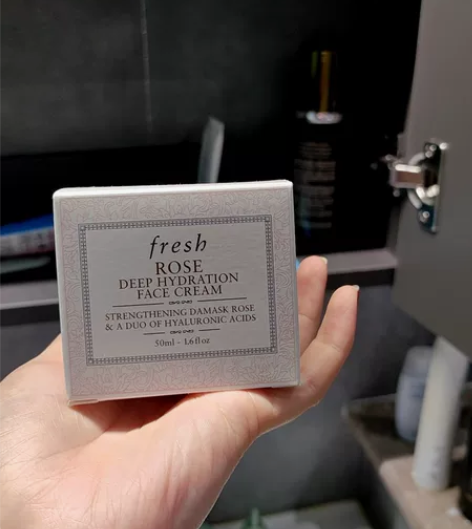 fresh
ROSE
DEEP HYDRATION
FACE CREAM
STRENGTHENING DAMASK ROSE
& A DUO OF HYALURONIC ACIDS
50ml - 1.6 fl oz